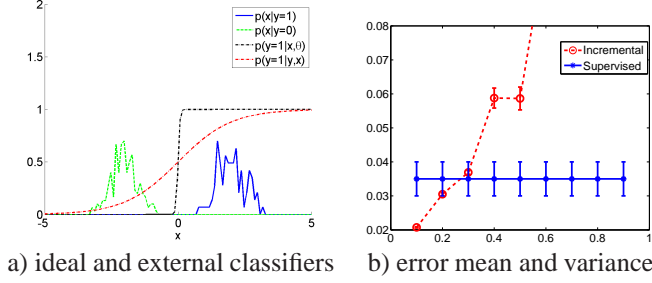 2
1.5
1
0.5
0
-5
0
5
x
p(x|y=1)
p(x|y=0)
p(y=1|x,θ)
p(y=1|y,x)
a) ideal and external classifiers
0.08
0.07
0.06
0.05
0.04
0.03
0.02
0
0.2
0.4
0.6
0.8
1
Incremental
Supervised
b) error mean and variance